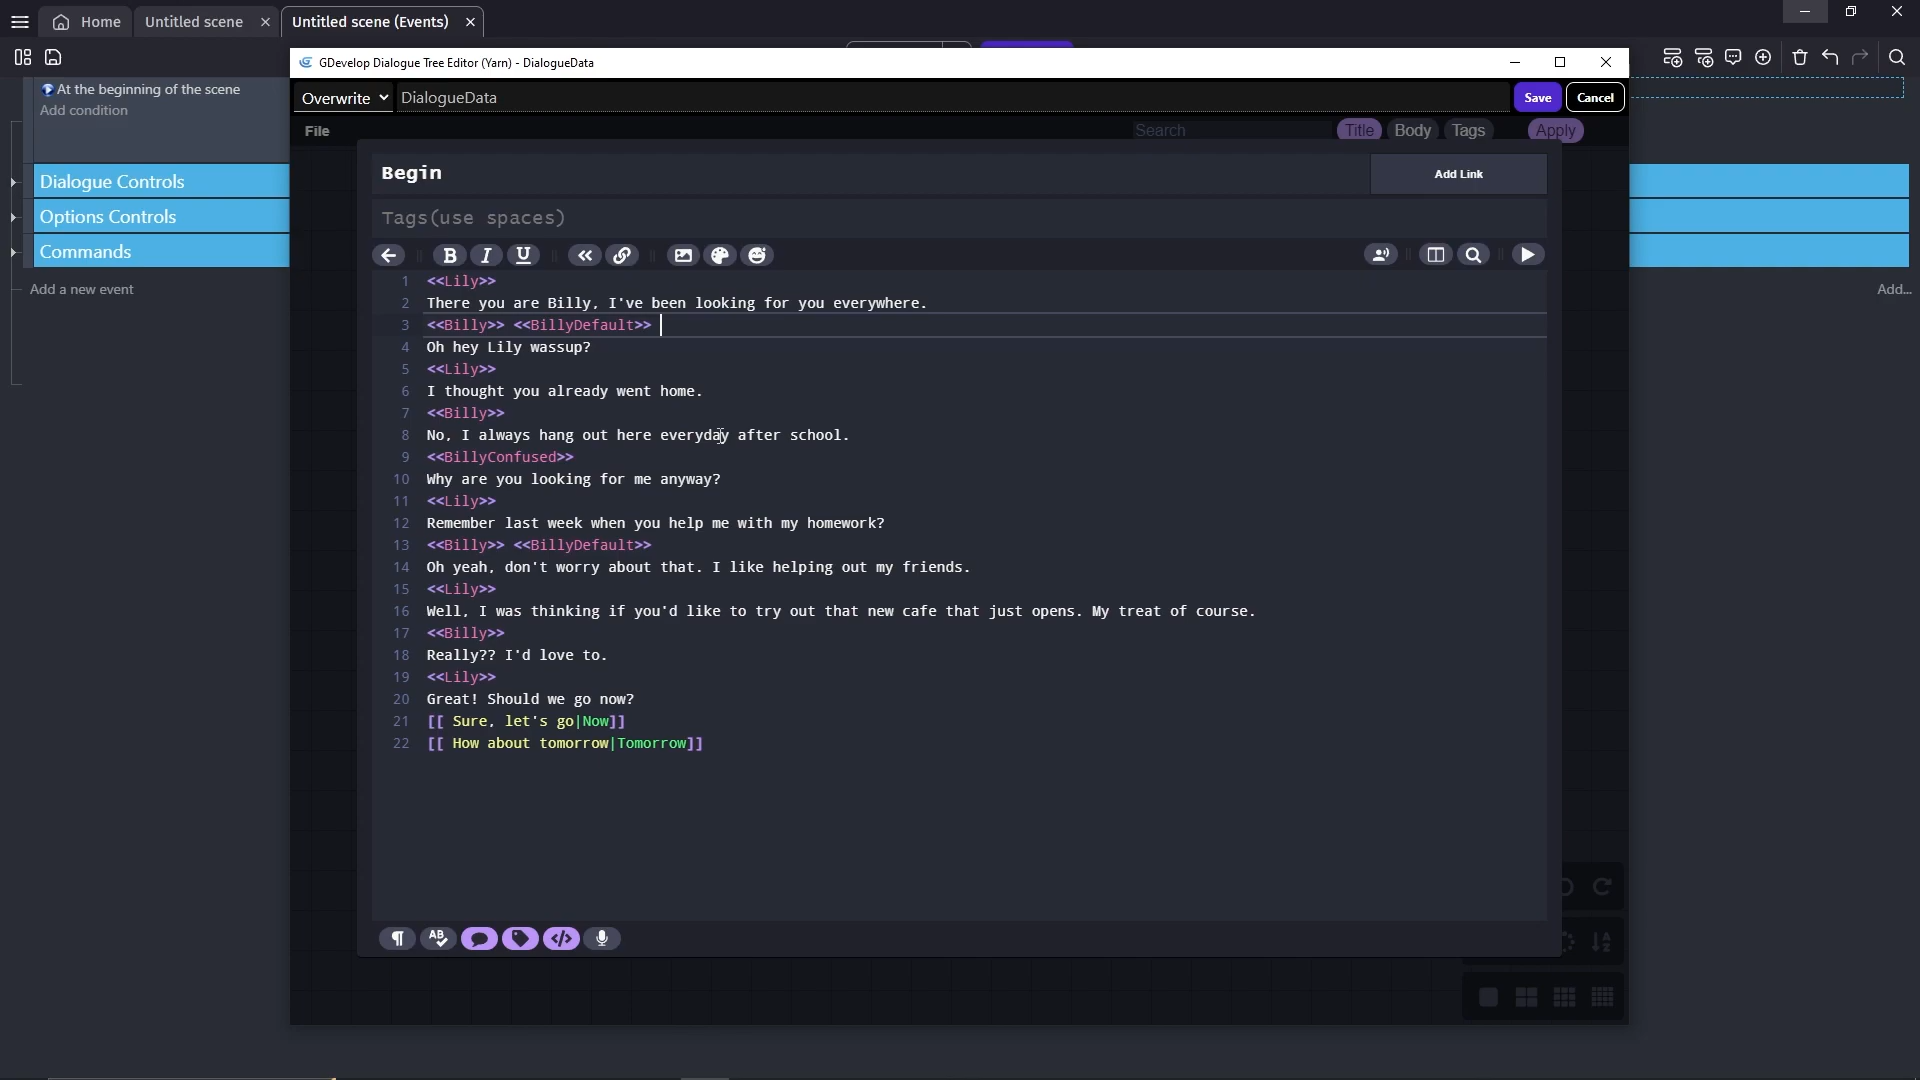 Home
Untitled scene
Untitled scene (Events)
GDevelop Dialogue Tree Editor (Yarn) - DialogueData
At the beginning of the scene
Add condition
Overwrite
DialogueData
Save
Cancel
File
Search
Title
Body
Tags
Apply
Dialogue Controls
Options Controls
Commands
Add a new event
Add...
Begin
Add Link
Tags(use spaces)
B I U
1 <<Lily>>
2 There you are Billy, I've been looking for you everywhere.
3 <<Billy>> <<BillyDefault>>
4 Oh hey Lily wassup?
5 <<Lily>>
6 I thought you already went home.
7 <<Billy>>
8 No, I always hang out here everyday after school.
9 <<BillyConfused>>
10 Why are you looking for me anyway?
11 <<Lily>>
12 Remember last week when you help me with my homework?
13 <<Billy>> <<BillyDefault>>
14 Oh yeah, don't worry about that. I like helping out my friends.
15 <<Lily>>
16 Well, I was thinking if you'd like to try out that new cafe that just opens. My treat of course.
17 <<Billy>>
18 Really?? I'd love to.
19 <<Lily>>
20 Great! Should we go now?
21 [[ Sure, let's go|Now]]
22 [[ How about tomorrow|Tomorrow]]